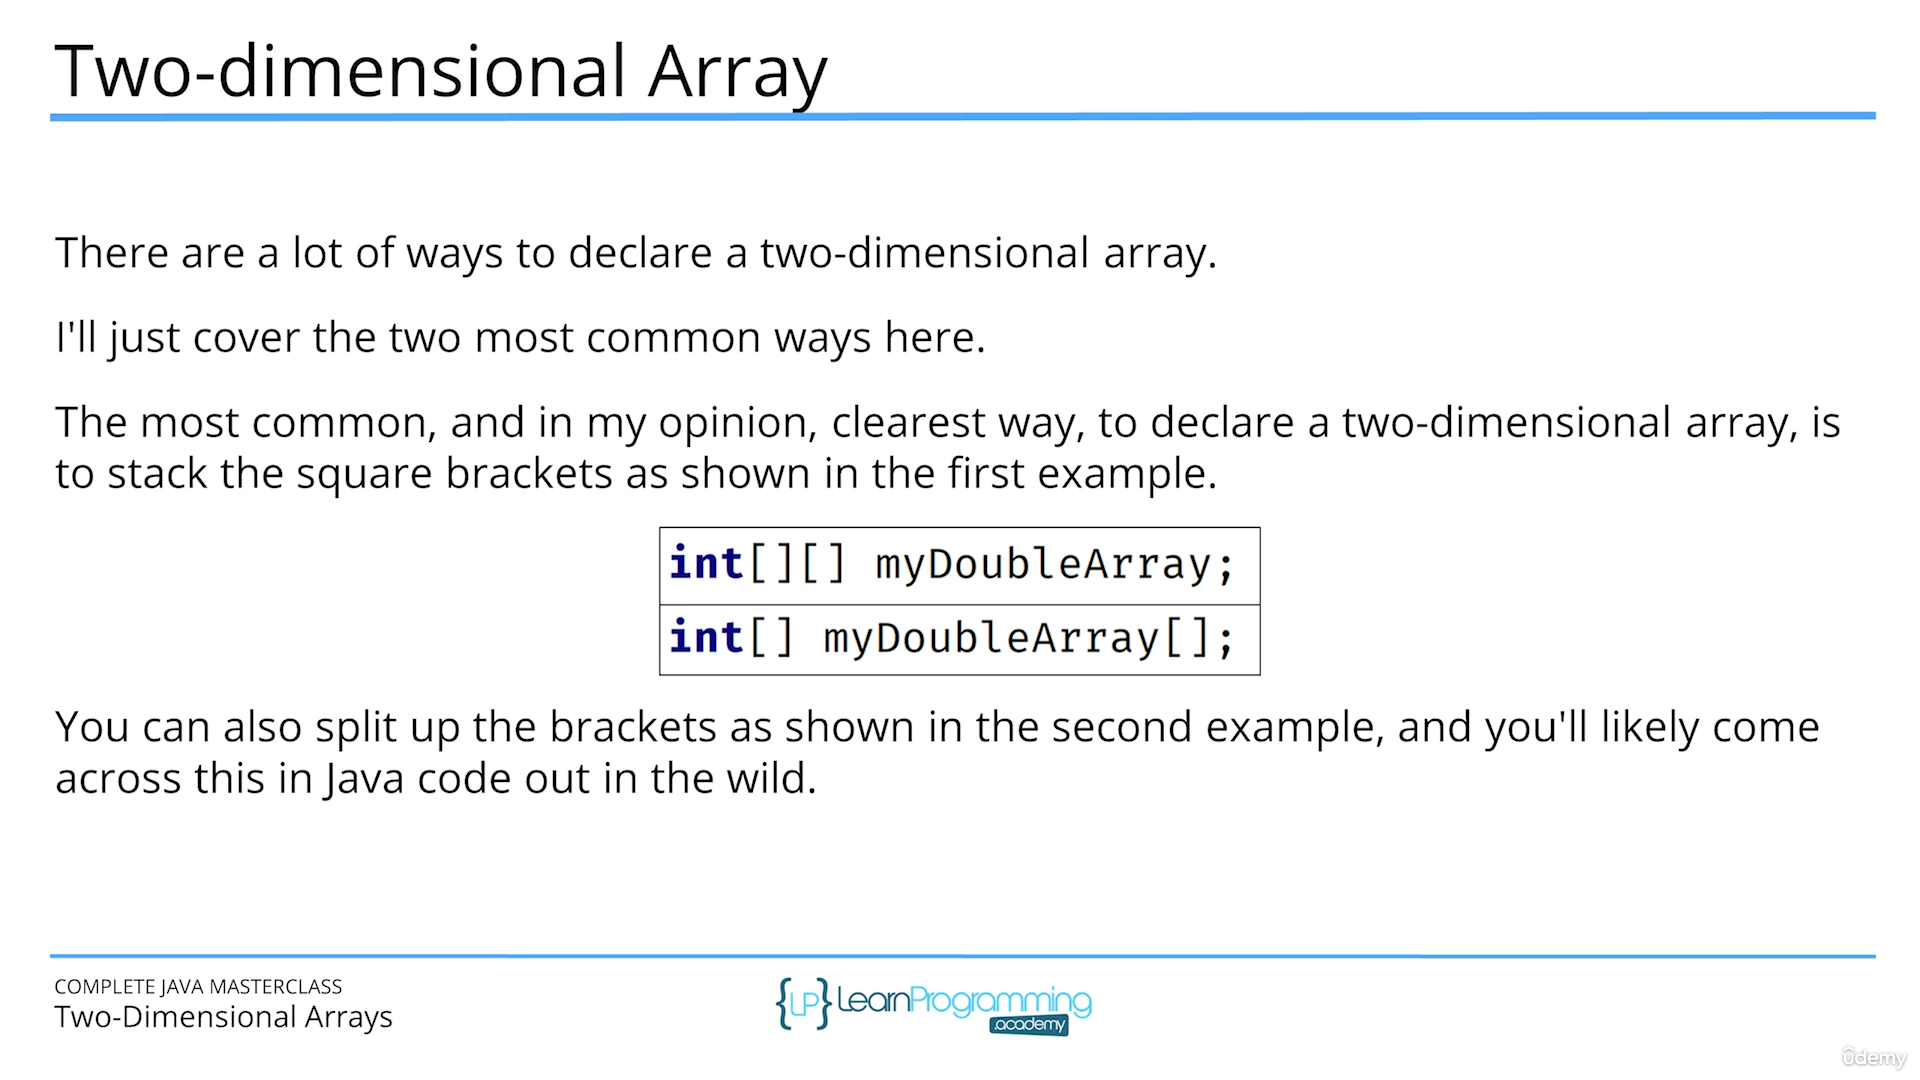 Two-dimensional Array
There are a lot of ways to declare a two-dimensional array.
I'll just cover the two most common ways here.
The most common, and in my opinion, clearest way, to declare a two-dimensional array, is
to stack the square brackets as shown in the first example.
int[][] myDoubleArray;
int[] myDoubleArray[];
You can also split up the brackets as shown in the second example, and you'll likely come
across this in Java code out in the wild.
COMPLETE JAVA MASTERCLASS
Two-Dimensional Arrays
{LP} LearnProgramming
.academy
ûdemy